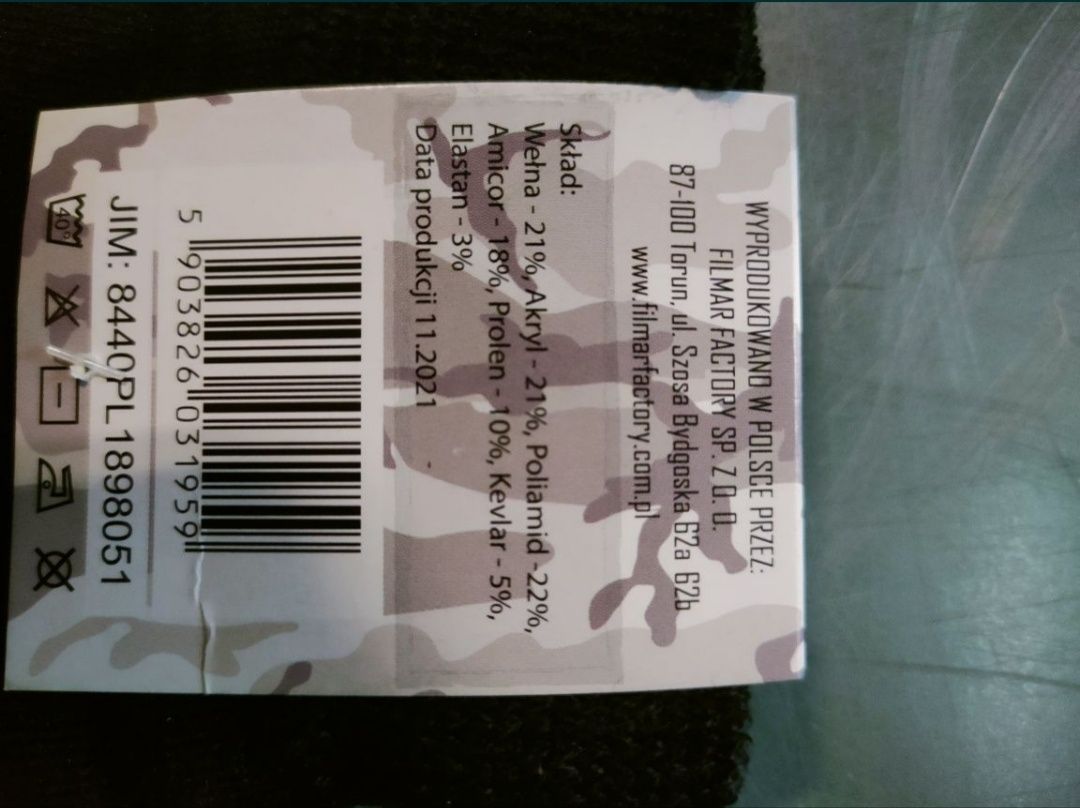 WYPRODUKOWANO W POLSCE PRZEZ:
FILMAR FACTORY SP. Z O. O.
87-100 Torun, ul. Szosa Bydgoska 62a 62b
www.filmarfactory.com.pl
Skład:
Wełna - 21%, Akryl - 21%, Poliamid -22%,
Amicor - 18%, Prolen - 10%, Kevlar - 5%,
Elastan - 3%
Data produkcji 11.2021
5 903826 031959
JIM: 8440PL1898051
40°